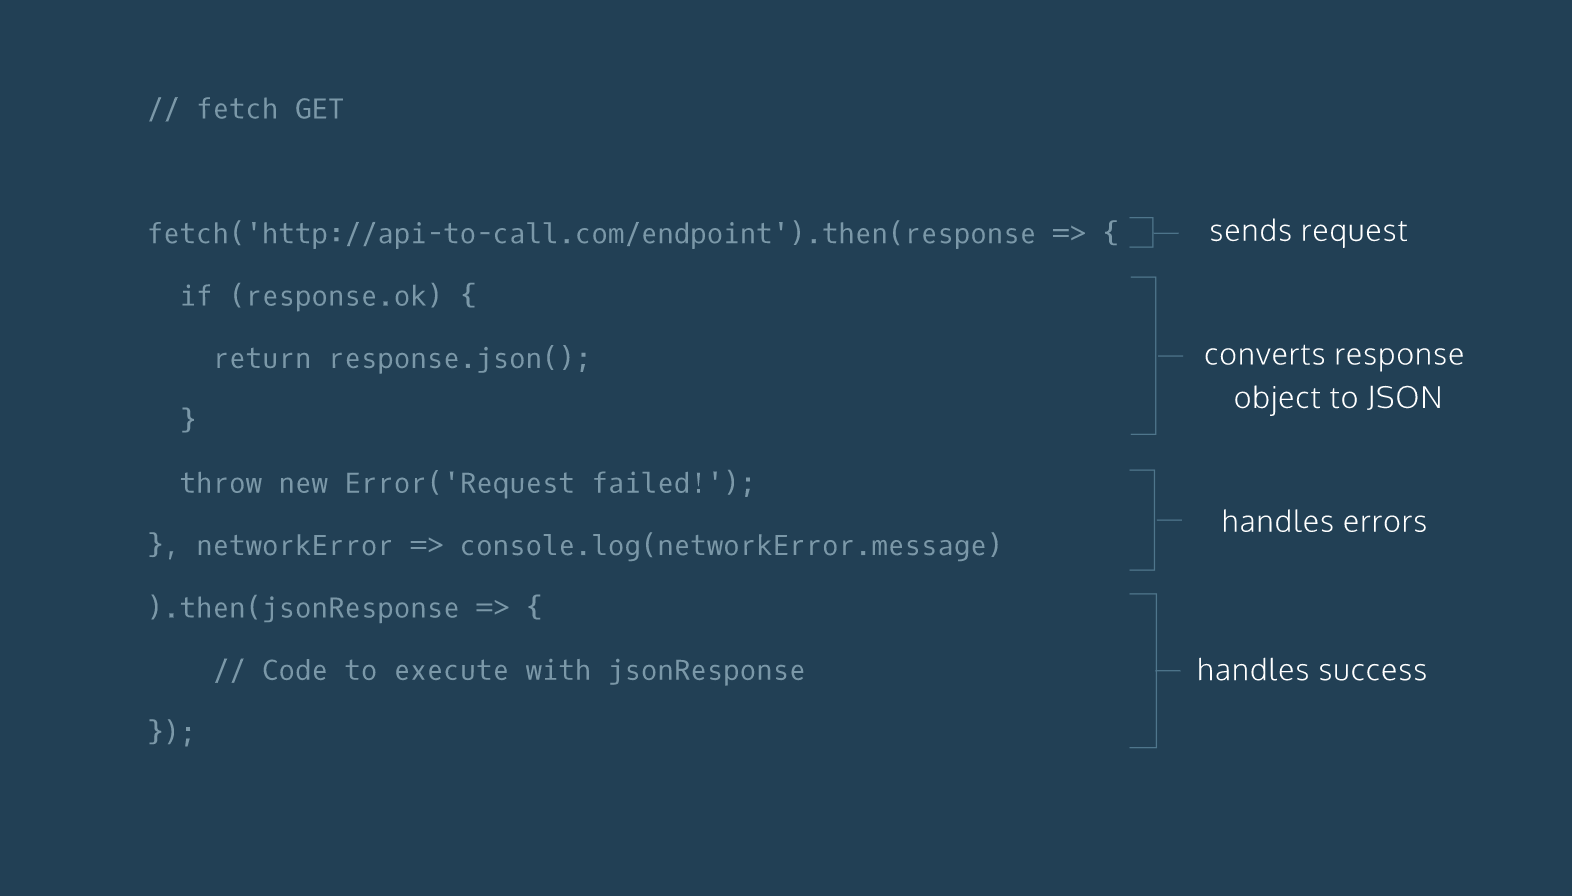 // fetch GET
fetch('http://api-to-call.com/endpoint').then(response => {
sends request
  if (response.ok) {
    return response.json();
  }
converts response
object to JSON
  throw new Error('Request failed!');
}, networkError => console.log(networkError.message)
handles errors
).then(jsonResponse => {
    // Code to execute with jsonResponse
});
handles success